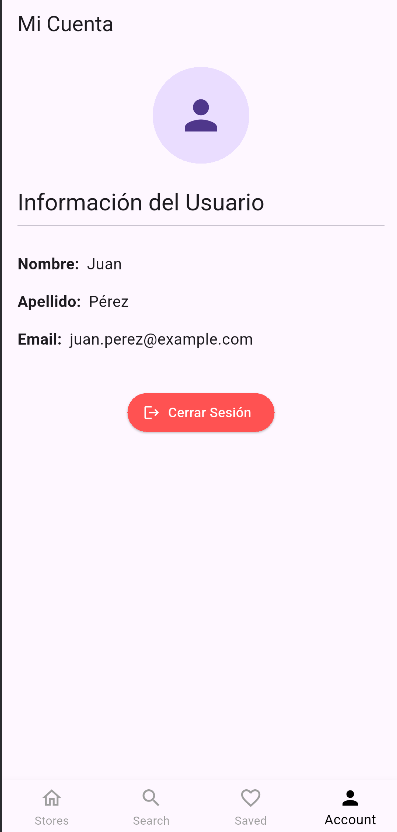 Mi Cuenta
Información del Usuario
Nombre: Juan
Apellido: Pérez
Email: juan.perez@example.com
Cerrar Sesión
Stores Search Saved Account